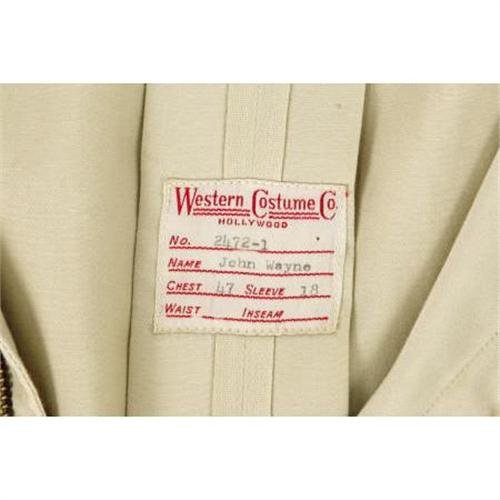 Western Costume Co.
HOLLYWOOD
No. 2472-1
NAME John Wayne
CHEST 47 SLEEVE 18
WAIST INSEAM